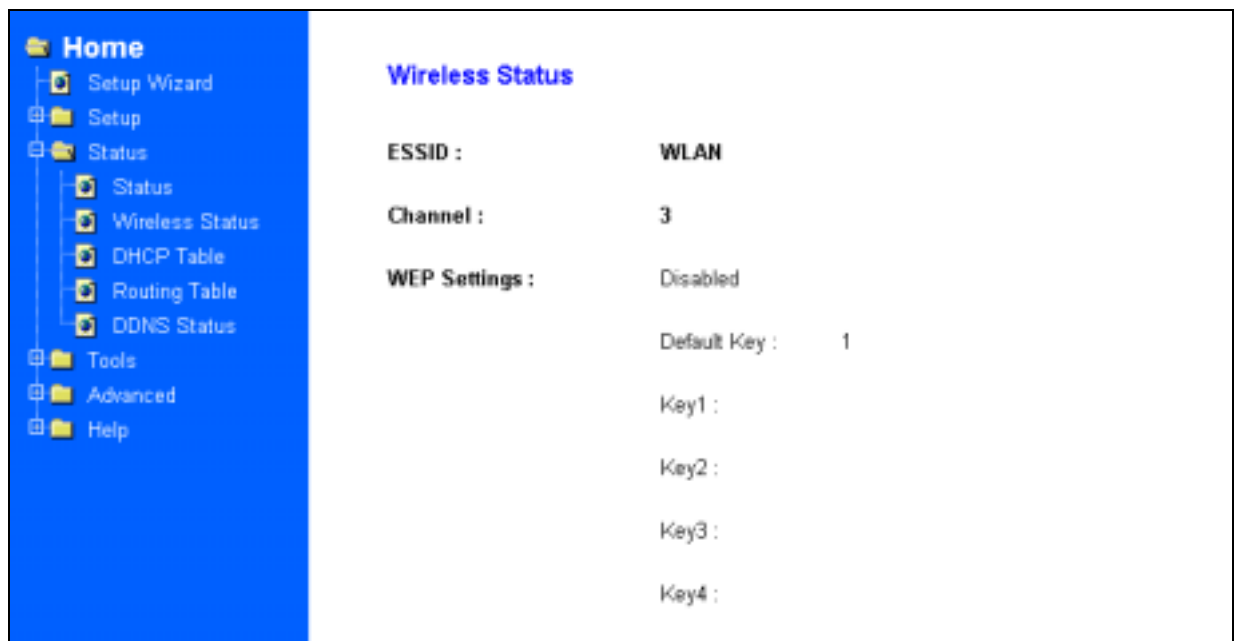 Home
Setup Wizard
Setup
Status
Status
Wireless Status
DHCP Table
Routing Table
DDNS Status
Tools
Advanced
Help
Wireless Status
ESSID : WLAN
Channel : 3
WEP Settings : Disabled
Default Key : 1
Key1 :
Key2 :
Key3 :
Key4 :